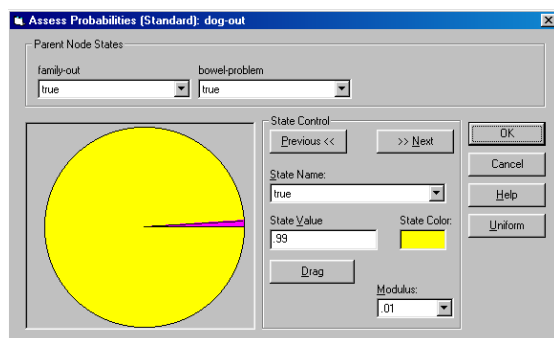 Assess Probabilities (Standard): dog-out
Parent Node States
family-out
bowel-problem
true
true
State Control
Previous <<
>> Next
State Name:
true
State Value
State Color:
.99
Drag
Modulus:
.01
OK
Cancel
Help
Uniform